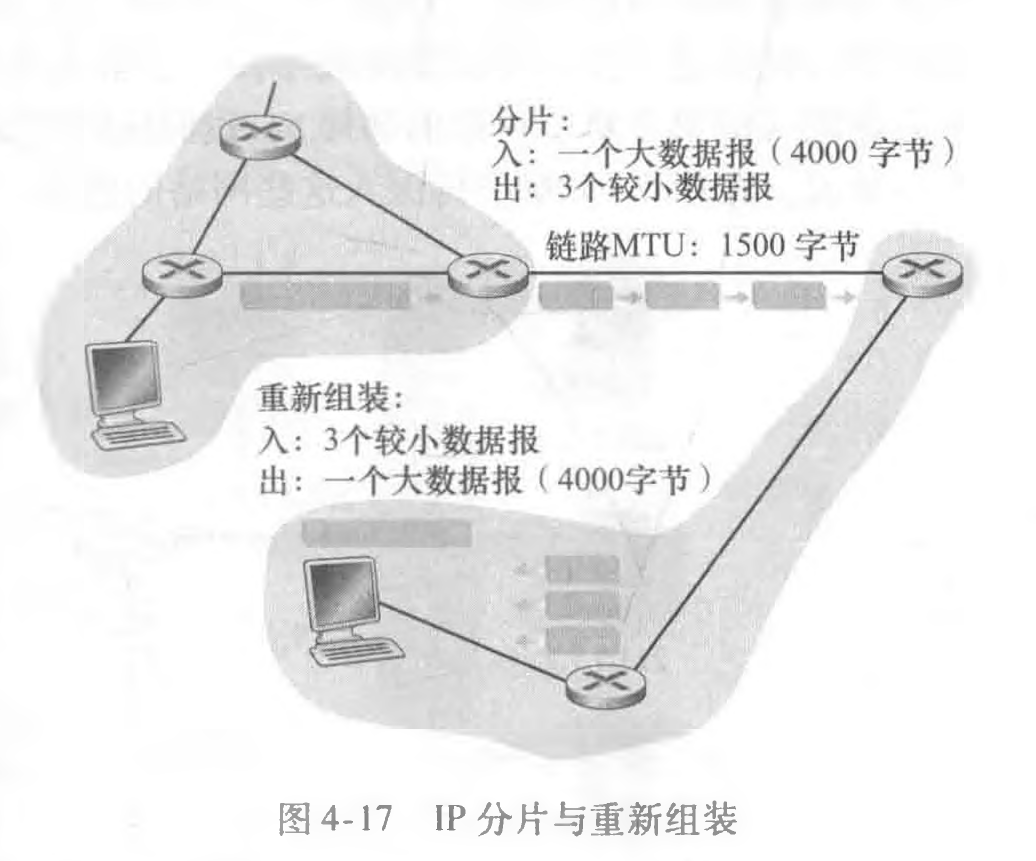 分片：
入：一个大数据报（4000 字节）
出：3个较小数据报
链路MTU：1500 字节
重新组装：
入：3个较小数据报
出：一个大数据报（4000字节）
图 4-17　IP 分片与重新组装